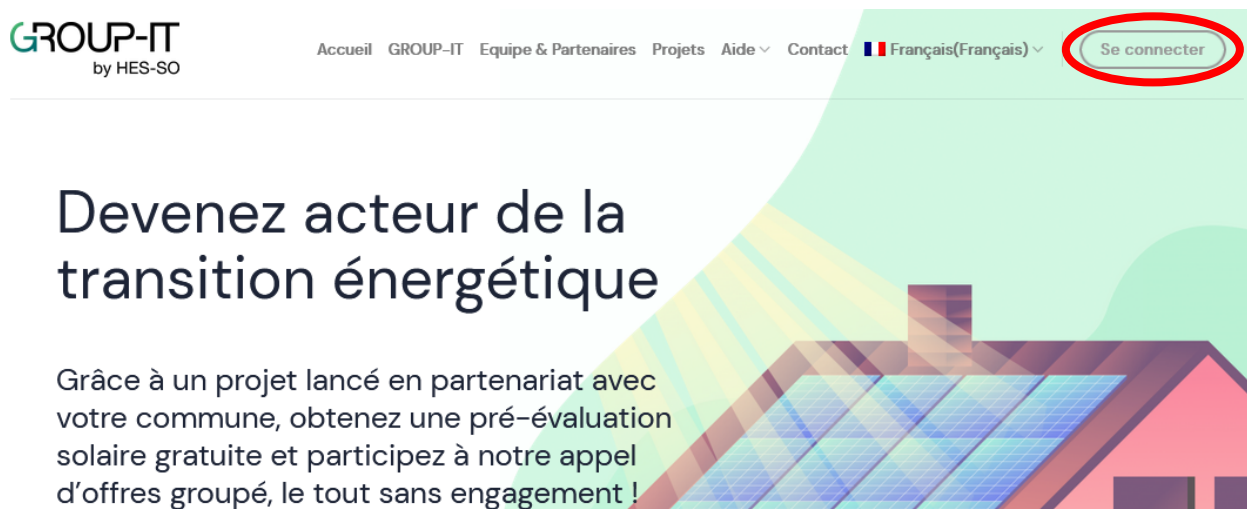 GROUP-IT
by HES-SO
Accueil GROUP-IT Equipe & Partenaires Projets Aide Contact Français(Français) Se connecter
Devenez acteur de la
transition énergétique
Grâce à un projet lancé en partenariat avec
votre commune, obtenez une pré-évaluation
solaire gratuite et participez à notre appel
d'offres groupé, le tout sans engagement !